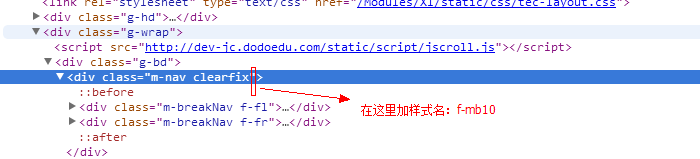 <link rel="stylesheet" type="text/css" href="/Modules/XI/static/css/tec-layout.css">
▶<div class="g-hd">…</div>
▼<div class="g-wrap">
<script src="http://dev-jc.dodoedu.com/static/script/jscroll.js"></script>
▼<div class="g-bd">
▼<div class="m-nav clearfix">
::before
▶<div class="m-breakNav f-fl">…</div>
▶<div class="m-breakNav f-fr">…</div>
::after
</div>
在这里加样式名：f-mb10